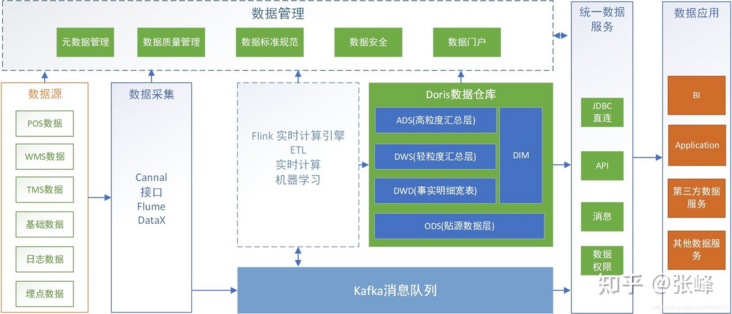 数据管理
元数据管理
数据质量管理
数据标准规范
数据安全
数据门户
统一数据
服务
数据应用
数据源
POS数据
WMS数据
TMS数据
基础数据
日志数据
埋点数据
数据采集
Cannal
接口
Flume
DataX
Flink 实时计算引擎
ETL
实时计算
机器学习
Doris数据仓库
ADS(高粒度汇总层)
DWS(轻粒度汇总层)
DWD(事实明细宽表)
DIM
ODS(贴源数据层)
Kafka消息队列
JDBC
直连
API
消息
数据
权限
BI
Application
第三方数据
服务
其他数据服
务
知乎 @张峰